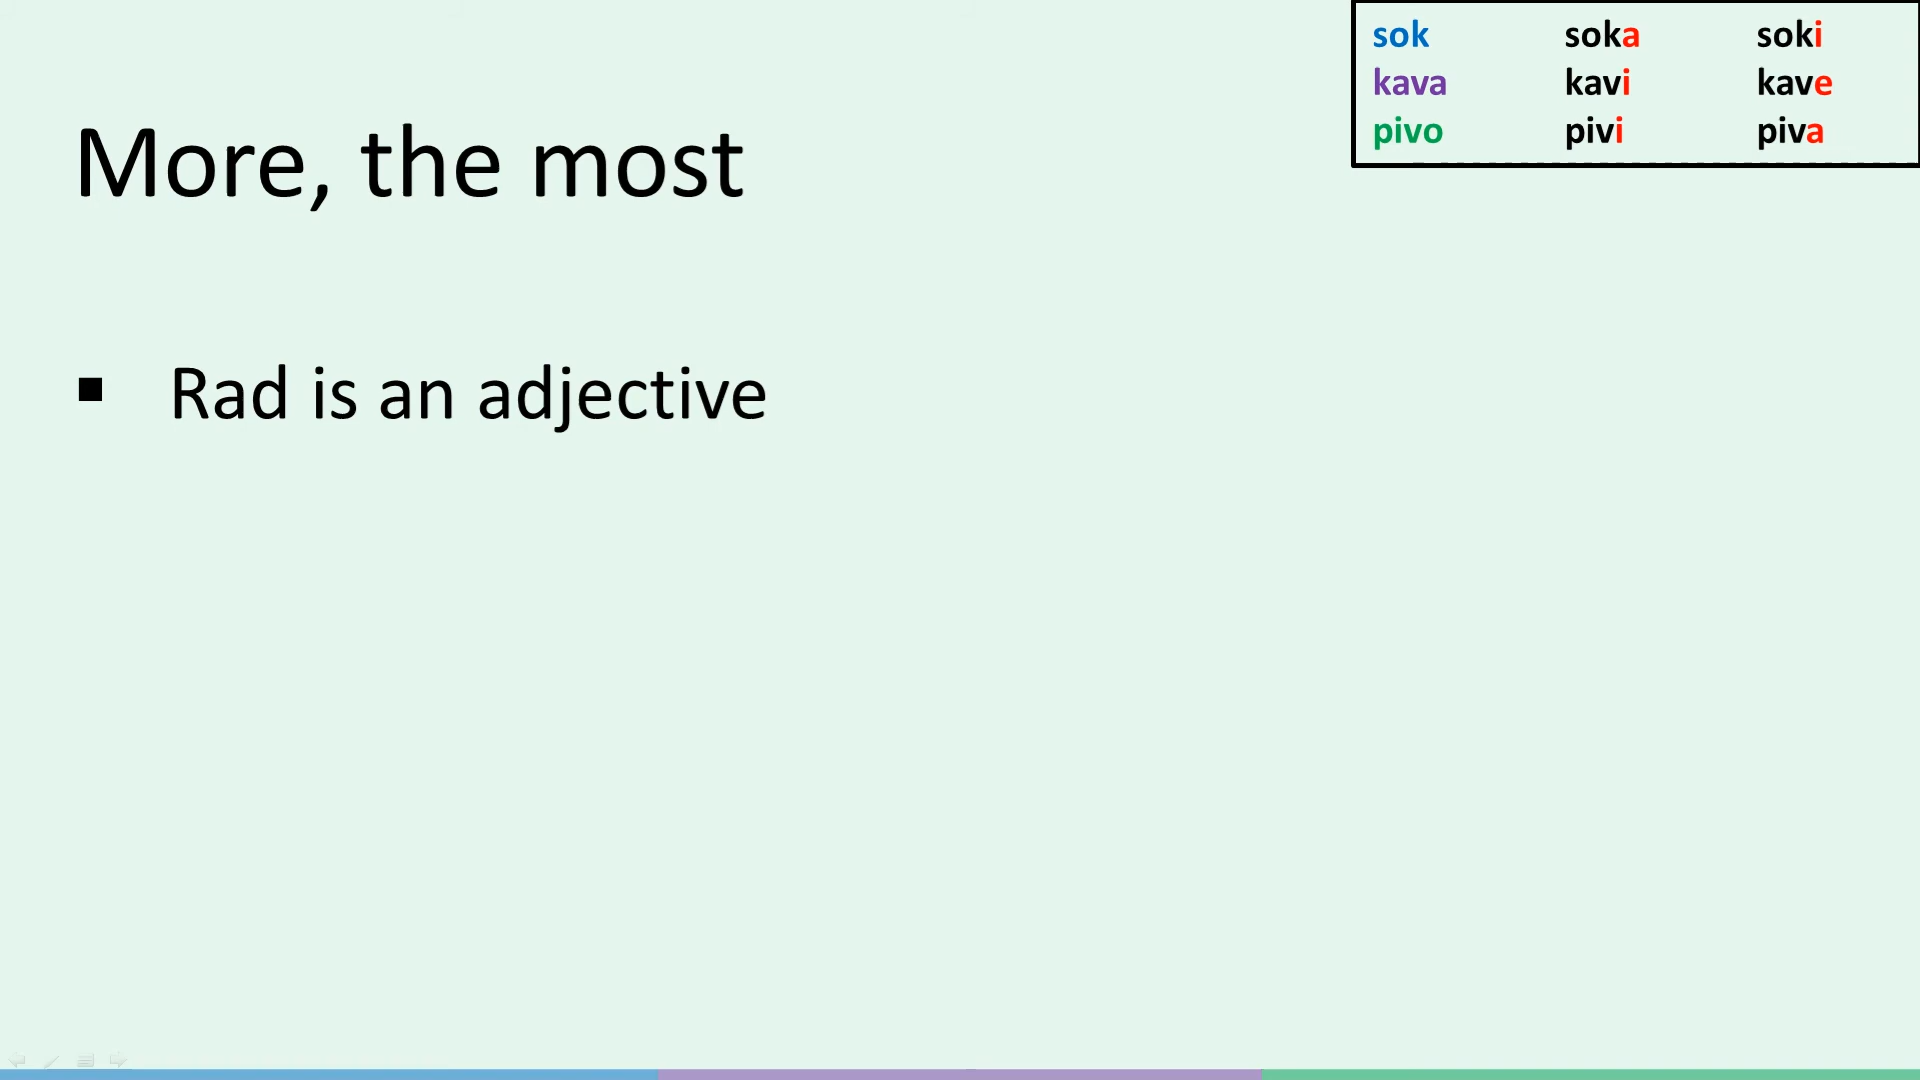 sok soka soki
kava kavi kave
pivo pivi piva
More, the most
▪ Rad is an adjective